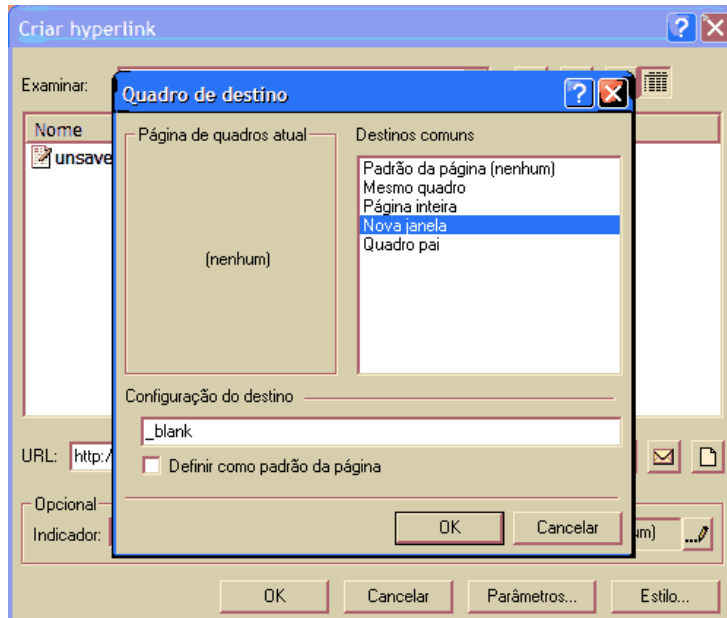 Criar hyperlink
Examinar:
Quadro de destino
Nome
unsave
Página de quadros atual
(nenhum)
Destinos comuns
Padrão da página (nenhum)
Mesmo quadro
Página inteira
Nova janela
Quadro pai
Configuração do destino
_blank
Definir como padrão da página
OK
Cancelar
URL:
http:/
Opcional
Indicador:
um)
OK
Cancelar
Parâmetros...
Estilo...